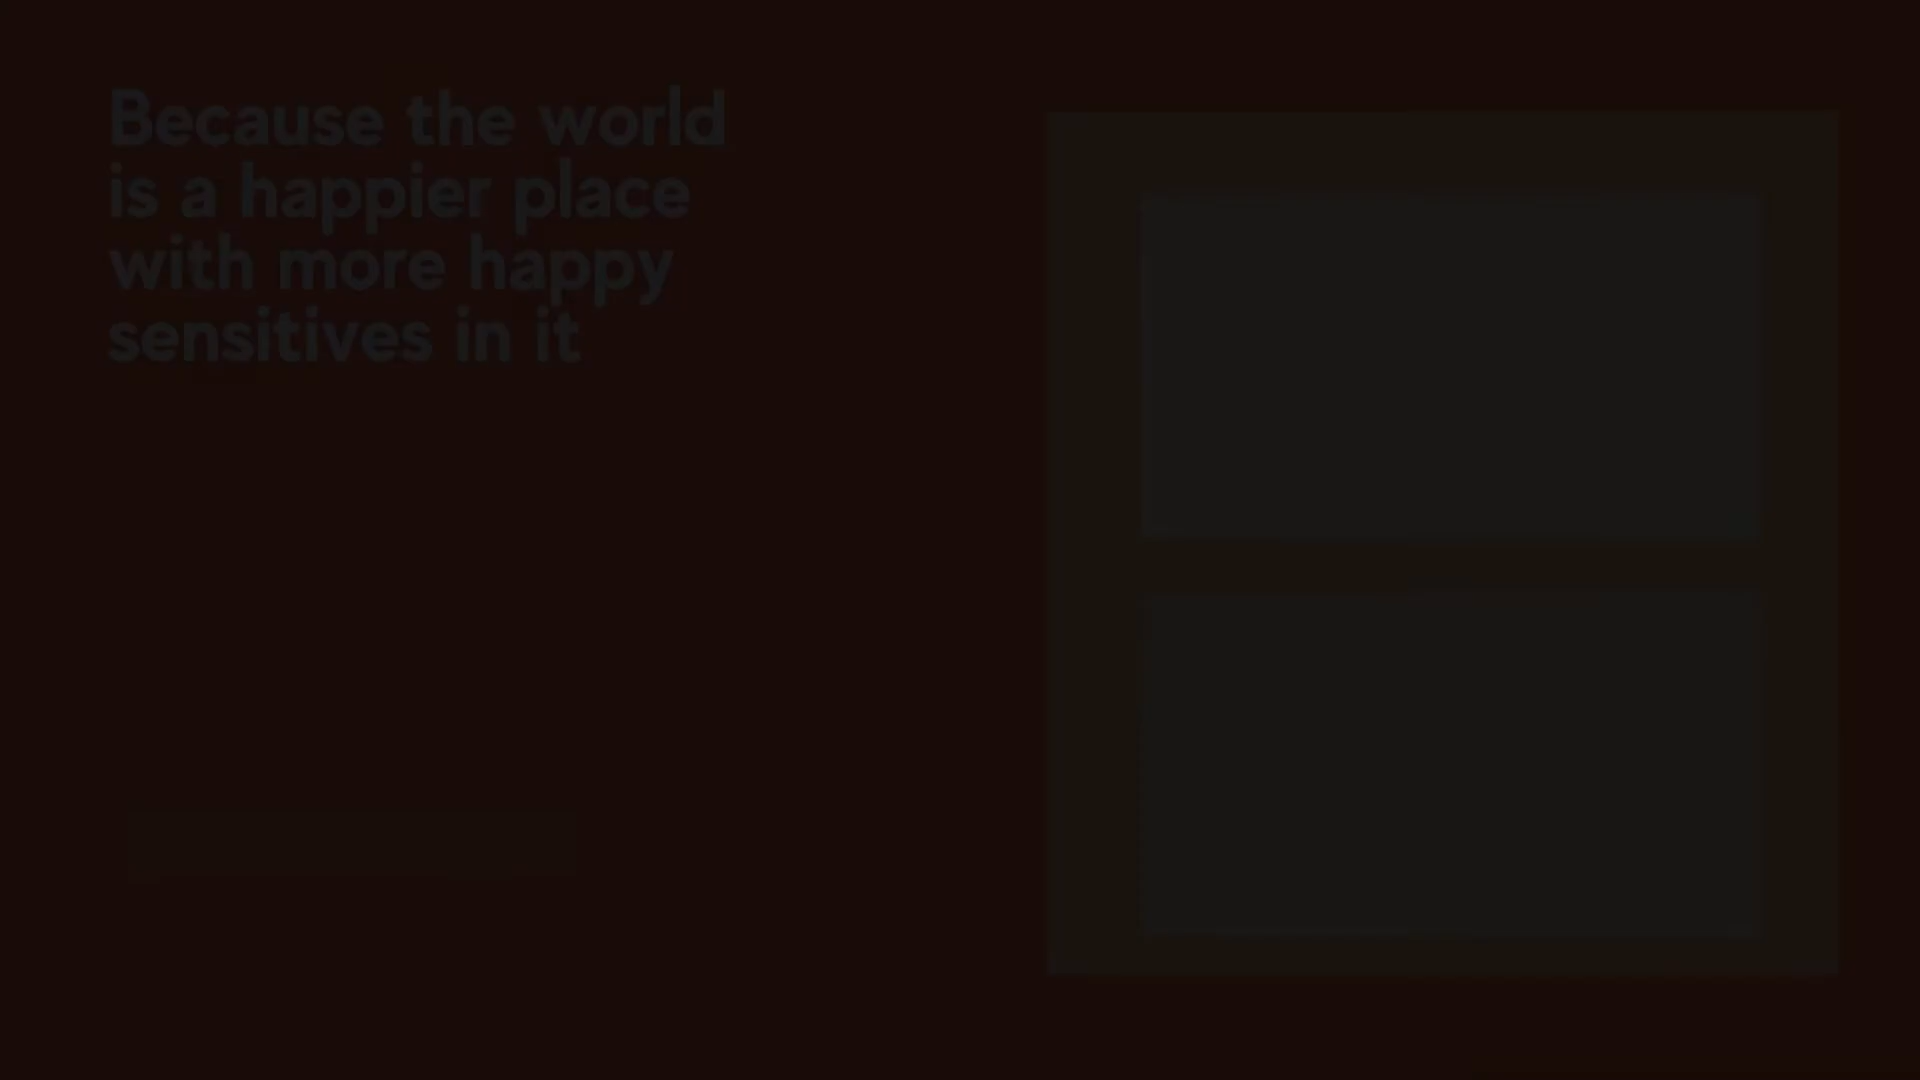 Because the world
is a happier place
with more happy
sensitives in it